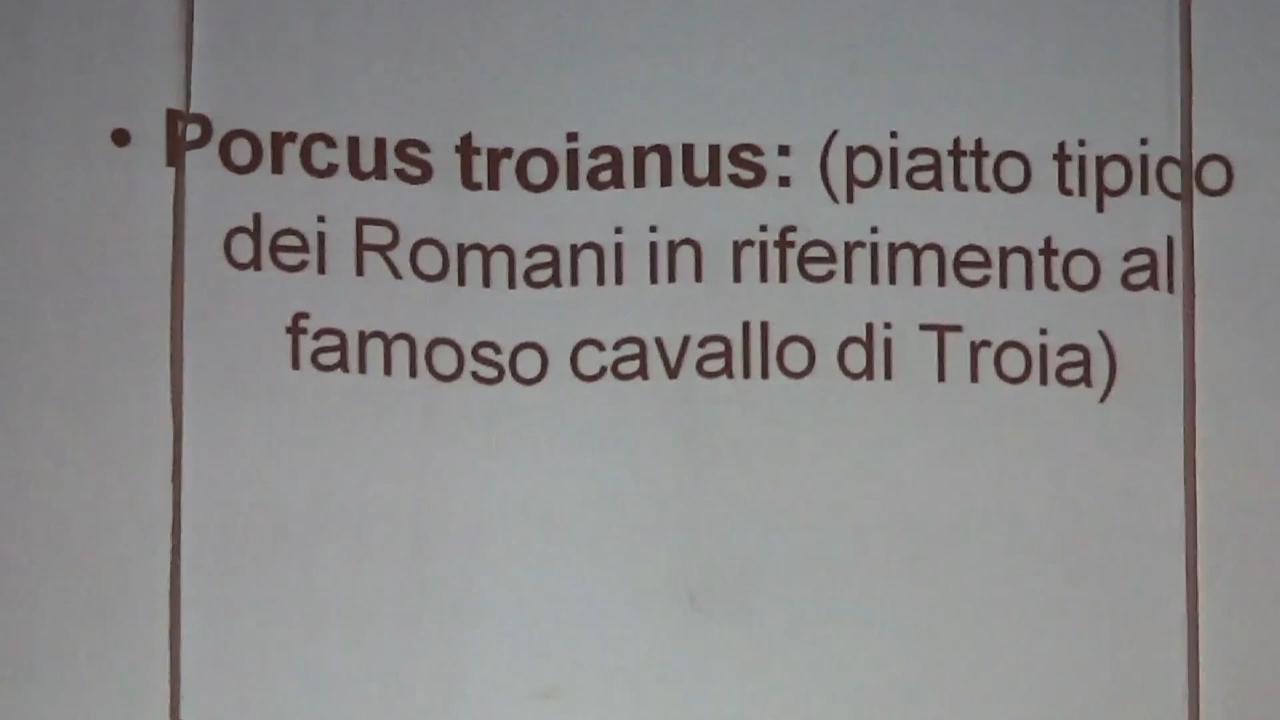 • Porcus troianus: (piatto tipico
dei Romani in riferimento al
famoso cavallo di Troia)